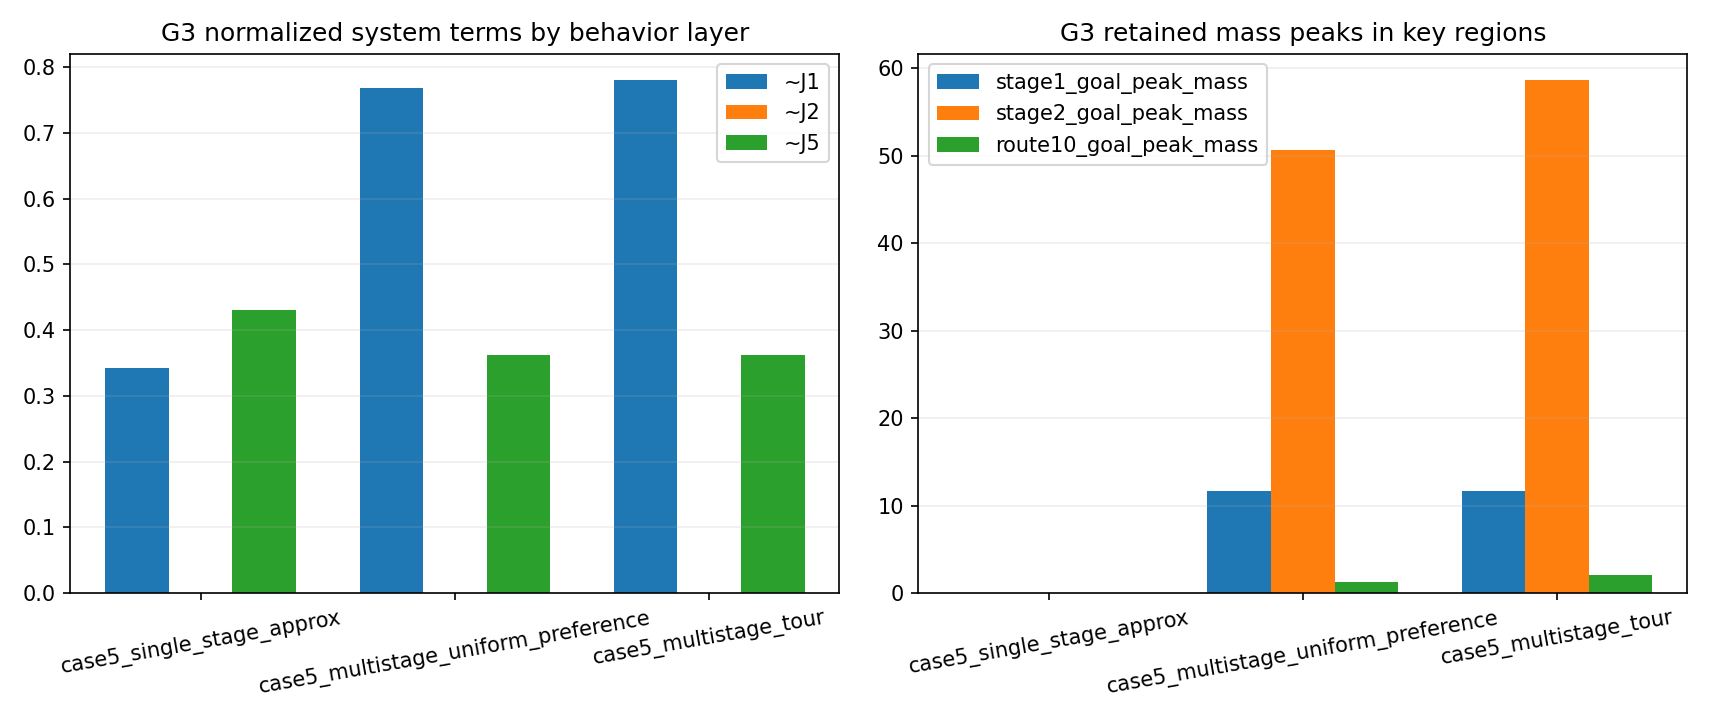 G3 normalized system terms by behavior layer
0.8
0.7
0.6
0.5
0.4
0.3
0.2
0.1
0.0
~J1
~J2
~J5
case5_single_stage_approx
case5_multistage_uniform_preference
case5_multistage_tour
G3 retained mass peaks in key regions
60
50
40
30
20
10
0
stage1_goal_peak_mass
stage2_goal_peak_mass
route10_goal_peak_mass
case5_single_stage_approx
case5_multistage_uniform_preference
case5_multistage_tour